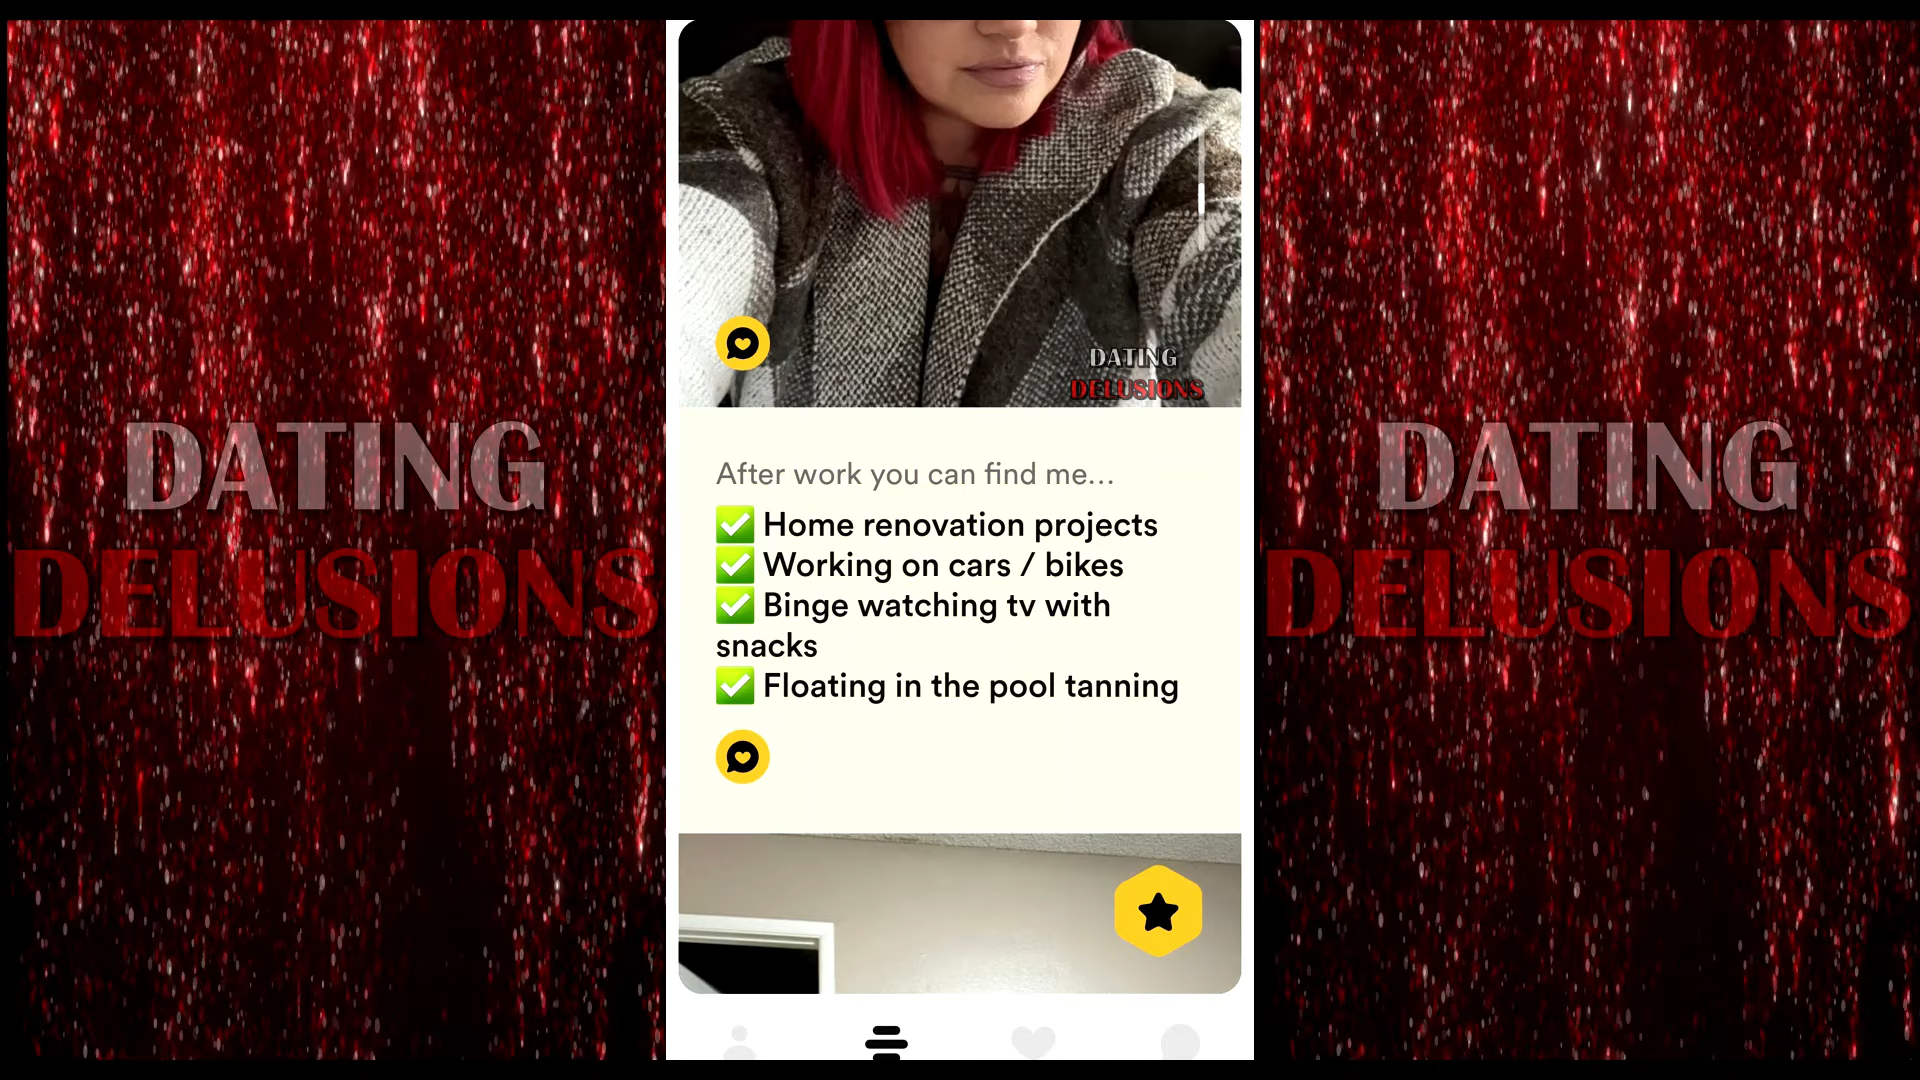 DATING
DELUSIONS
DATING
DELUSIONS
After work you can find me...
✅ Home renovation projects
✅ Working on cars / bikes
✅ Binge watching tv with
snacks
✅ Floating in the pool tanning
DATING
DELUSIONS